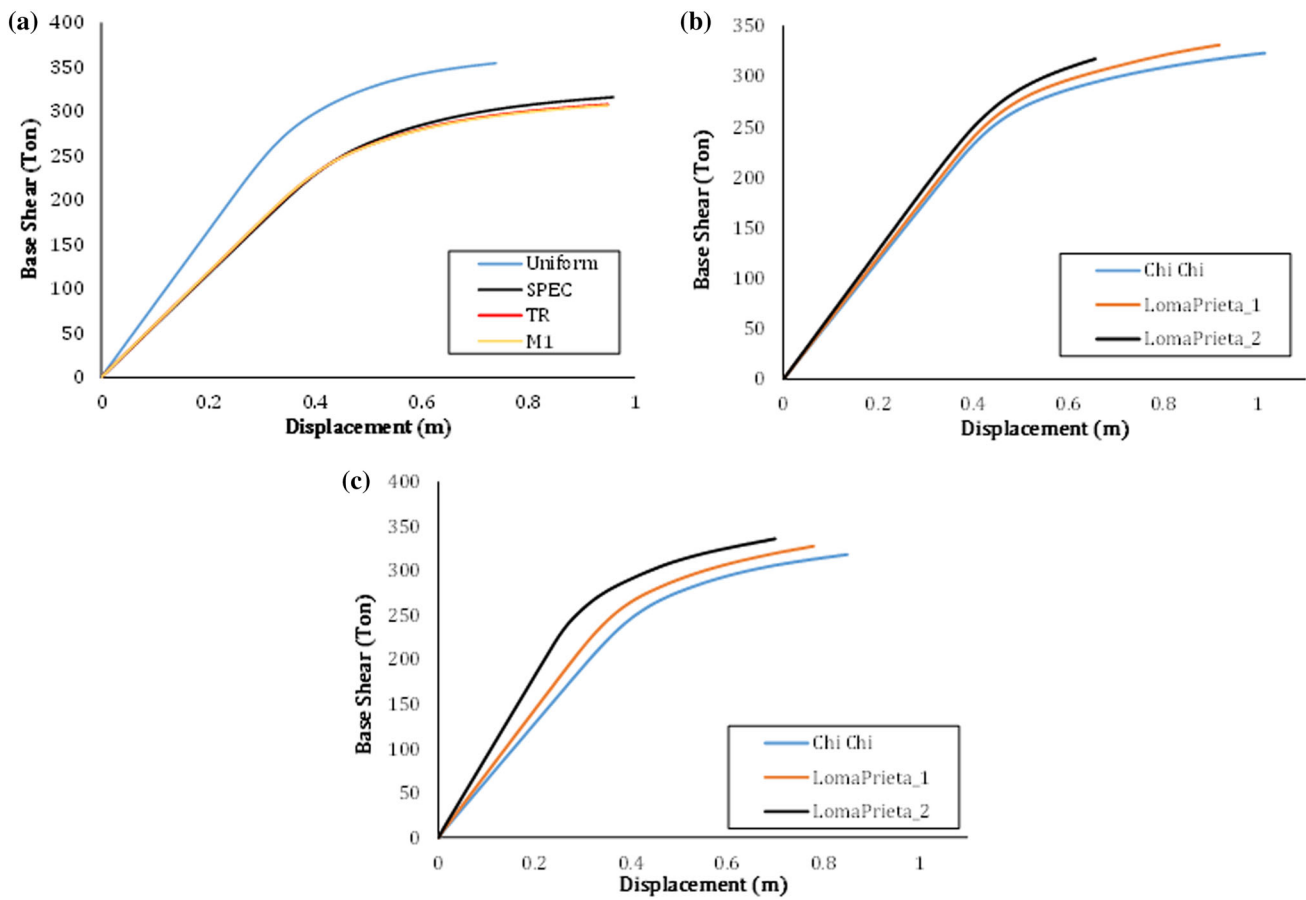 (a)
400
350
300
250
200
150
100
50
0
Base Shear (Ton)
0
0.2
0.4
0.6
0.8
1
Displacement (m)
Uniform
SPEC
TR
M1
(b)
350
300
250
200
150
100
50
0
Base Shear (Ton)
0
0.2
0.4
0.6
0.8
1
Displacement (m)
Chi Chi
LomaPrieta_1
LomaPrieta_2
(c)
400
350
300
250
200
150
100
50
0
Base Shear (Ton)
0
0.2
0.4
0.6
0.8
1
Displacement (m)
Chi Chi
LomaPrieta_1
LomaPrieta_2